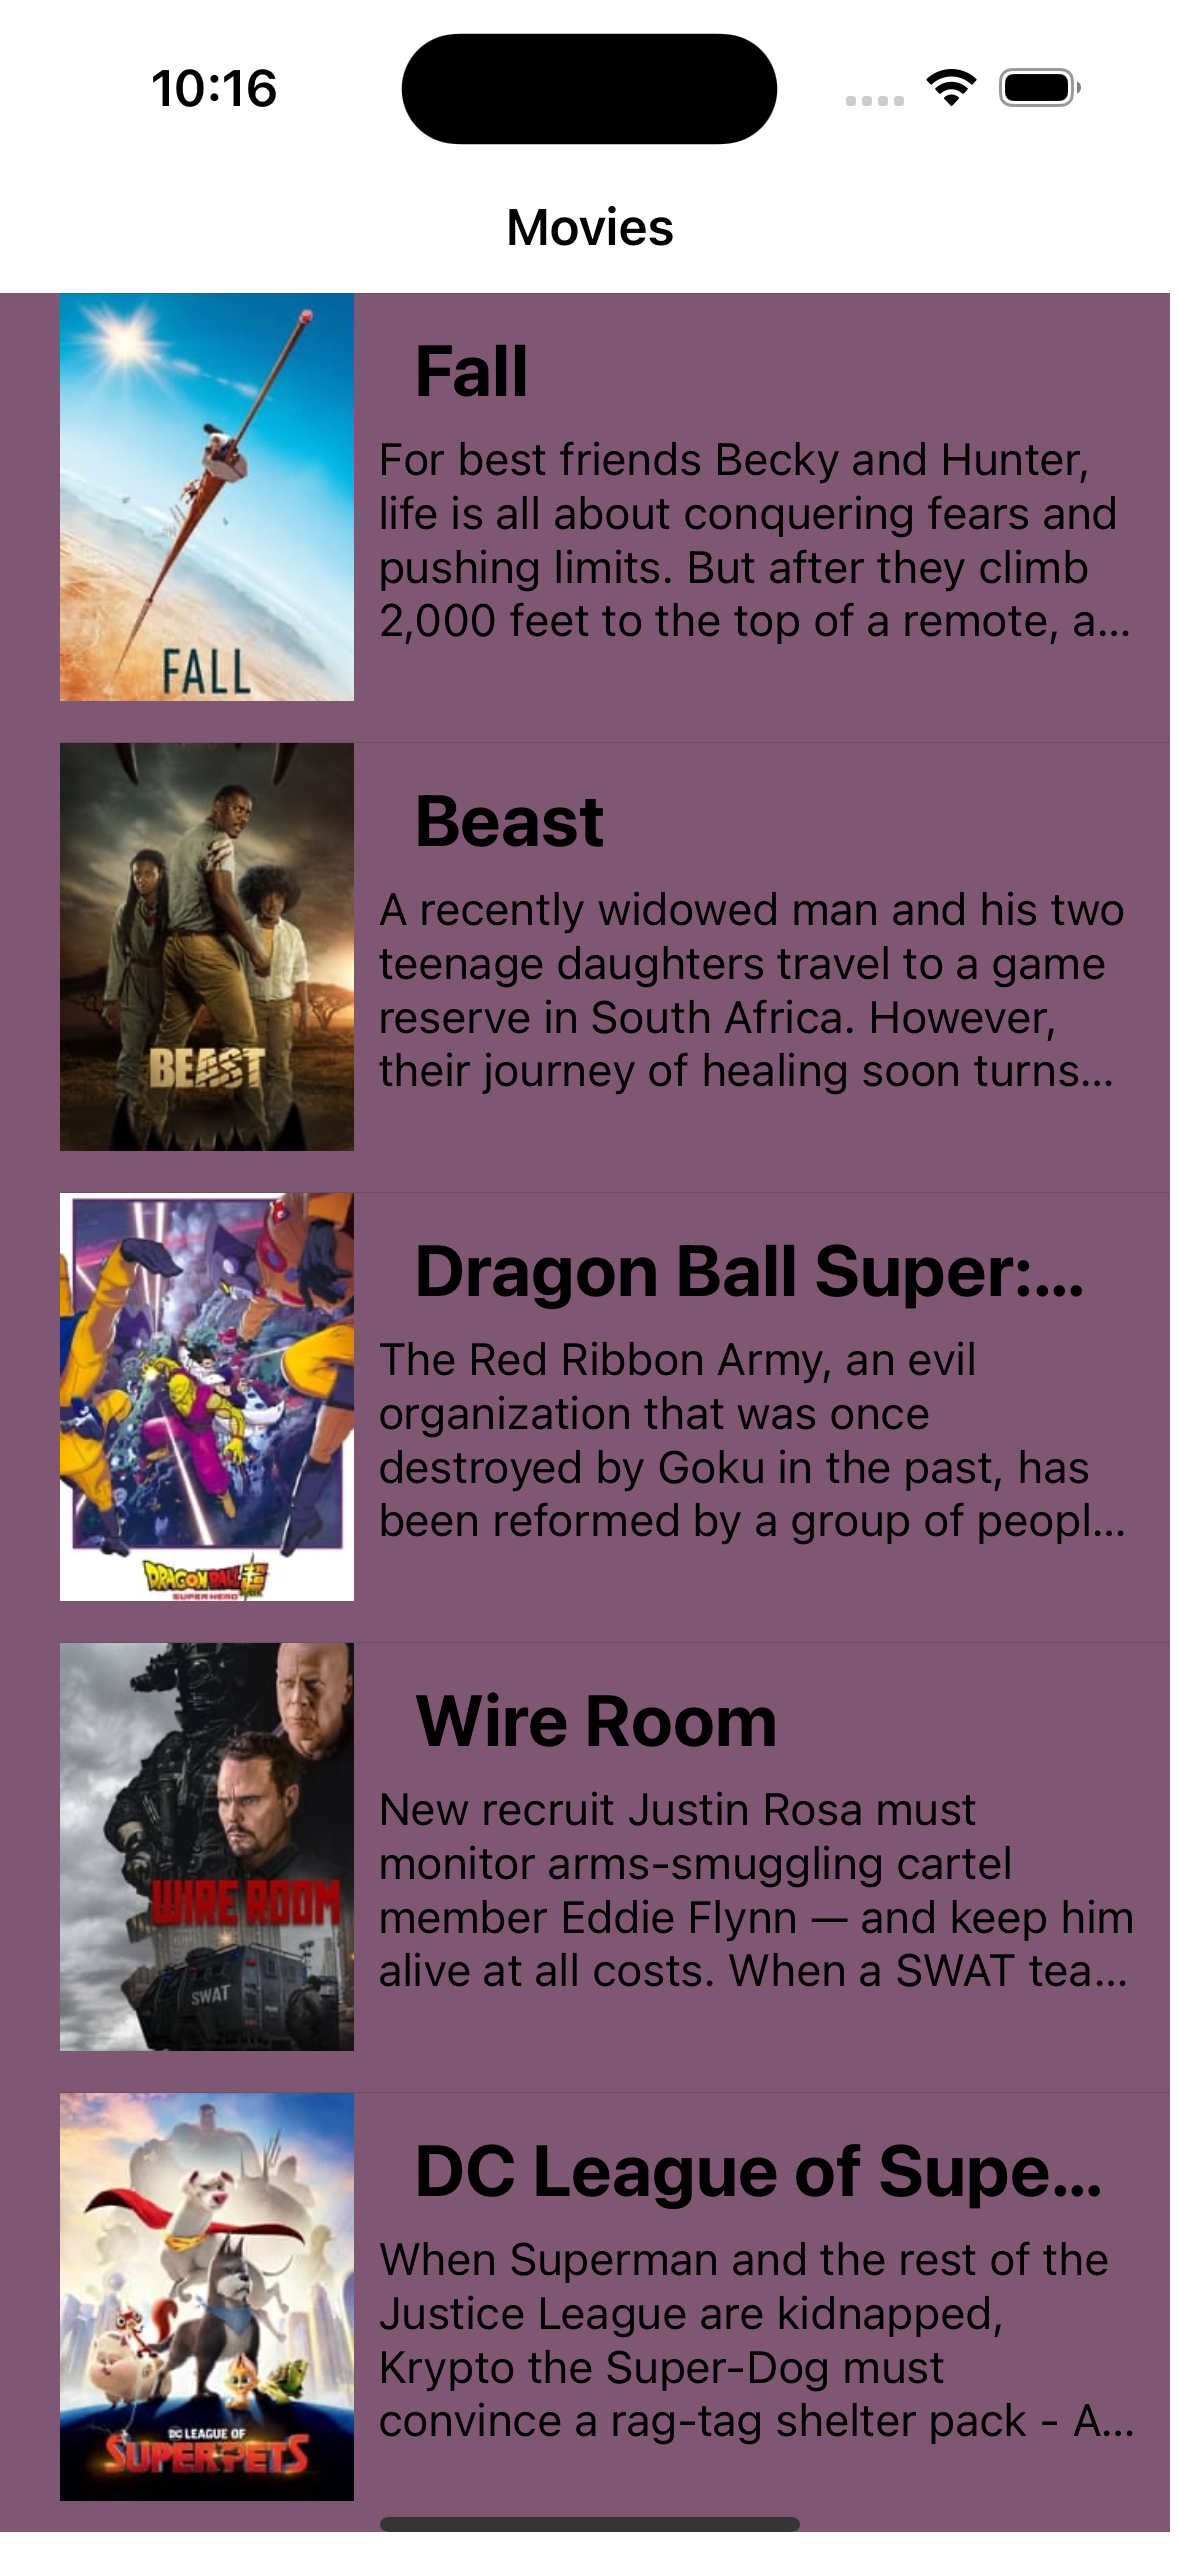 10:16
Movies
FALL
Fall
For best friends Becky and Hunter,
life is all about conquering fears and
pushing limits. But after they climb
2,000 feet to the top of a remote, a...
BEAST
Beast
A recently widowed man and his two
teenage daughters travel to a game
reserve in South Africa. However,
their journey of healing soon turns...
DRAGON BALL 超
SUPER HERO
Dragon Ball Super:...
The Red Ribbon Army, an evil
organization that was once
destroyed by Goku in the past, has
been reformed by a group of peopl...
WIRE ROOM
SWAT
Wire Room
New recruit Justin Rosa must
monitor arms-smuggling cartel
member Eddie Flynn — and keep him
alive at all costs. When a SWAT tea...
DC LEAGUE OF
SUPER-PETS
DC League of Supe...
When Superman and the rest of the
Justice League are kidnapped,
Krypto the Super-Dog must
convince a rag-tag shelter pack - A...